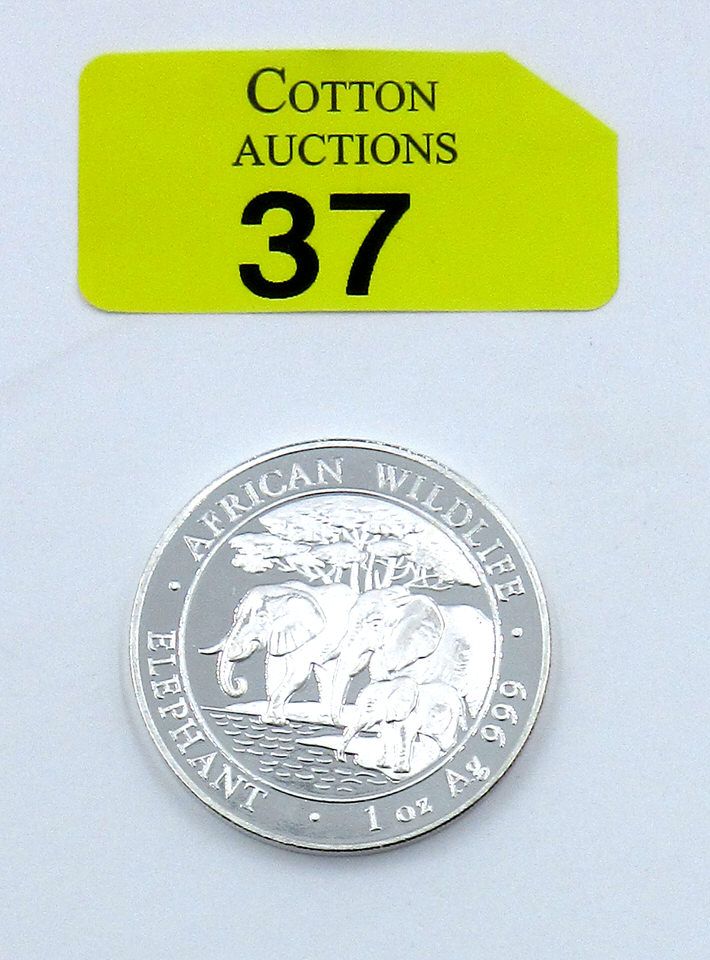 COTTON
AUCTIONS
37
AFRICAN WILDLIFE
ELEPHANT
1 oz Ag 999